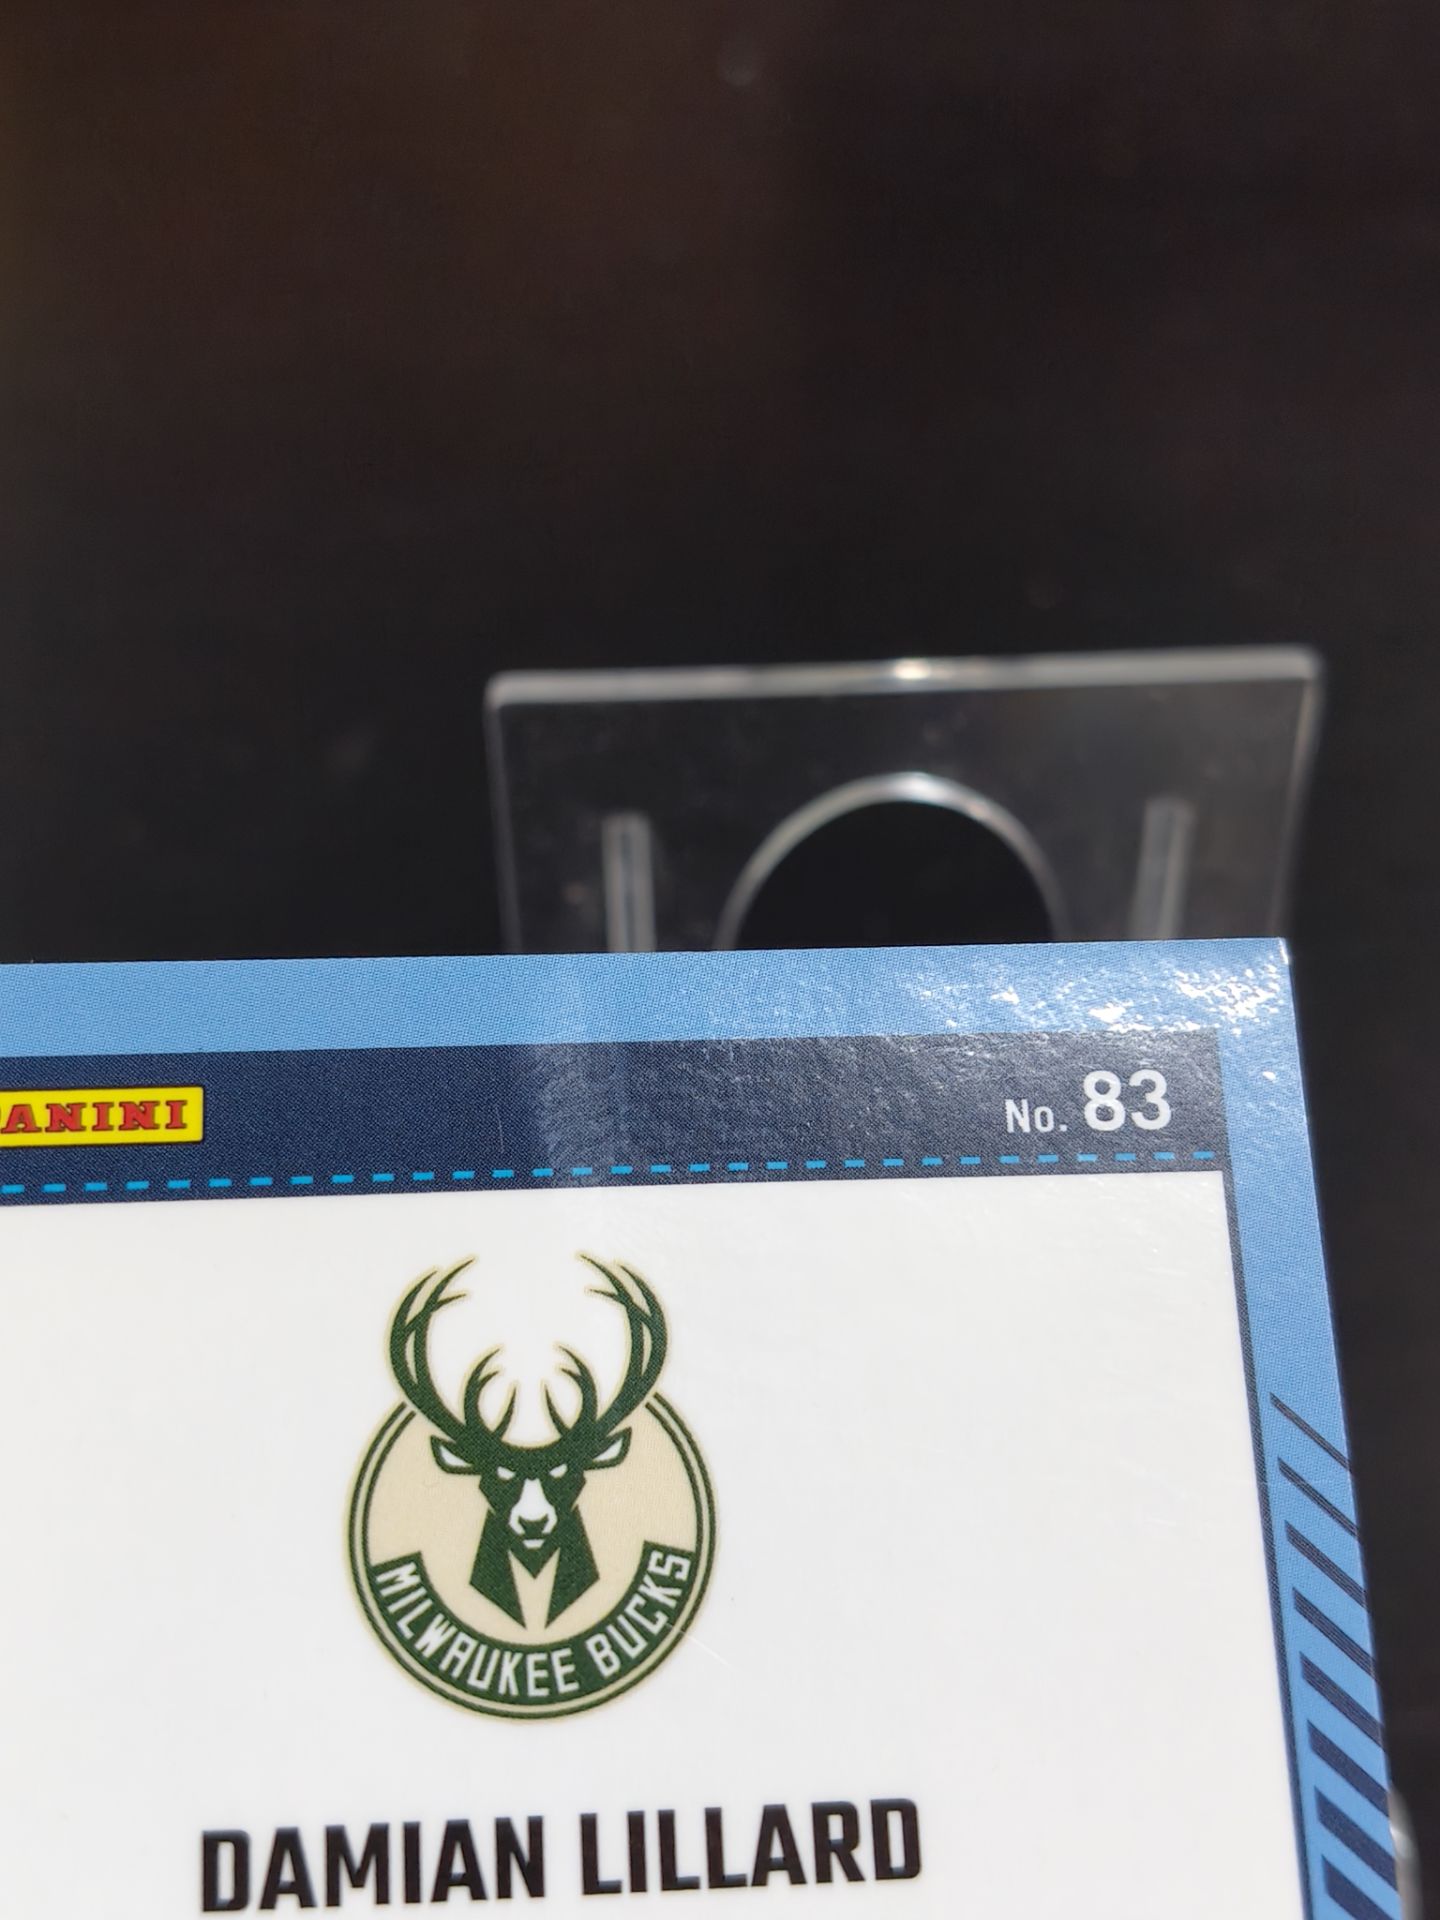 PANINI
No. 83
MILWAUKEE BUCKS
DAMIAN LILLARD